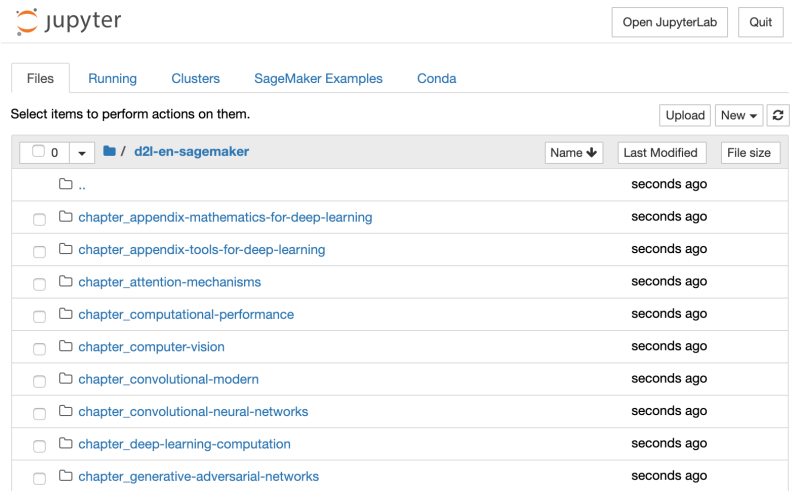 jupyter Open JupyterLab Quit
Files Running Clusters SageMaker Examples Conda
Select items to perform actions on them. Upload New
0 / d2l-en-sagemaker Name Last Modified File size
.. seconds ago
chapter_appendix-mathematics-for-deep-learning seconds ago
chapter_appendix-tools-for-deep-learning seconds ago
chapter_attention-mechanisms seconds ago
chapter_computational-performance seconds ago
chapter_computer-vision seconds ago
chapter_convolutional-modern seconds ago
chapter_convolutional-neural-networks seconds ago
chapter_deep-learning-computation seconds ago
chapter_generative-adversarial-networks seconds ago